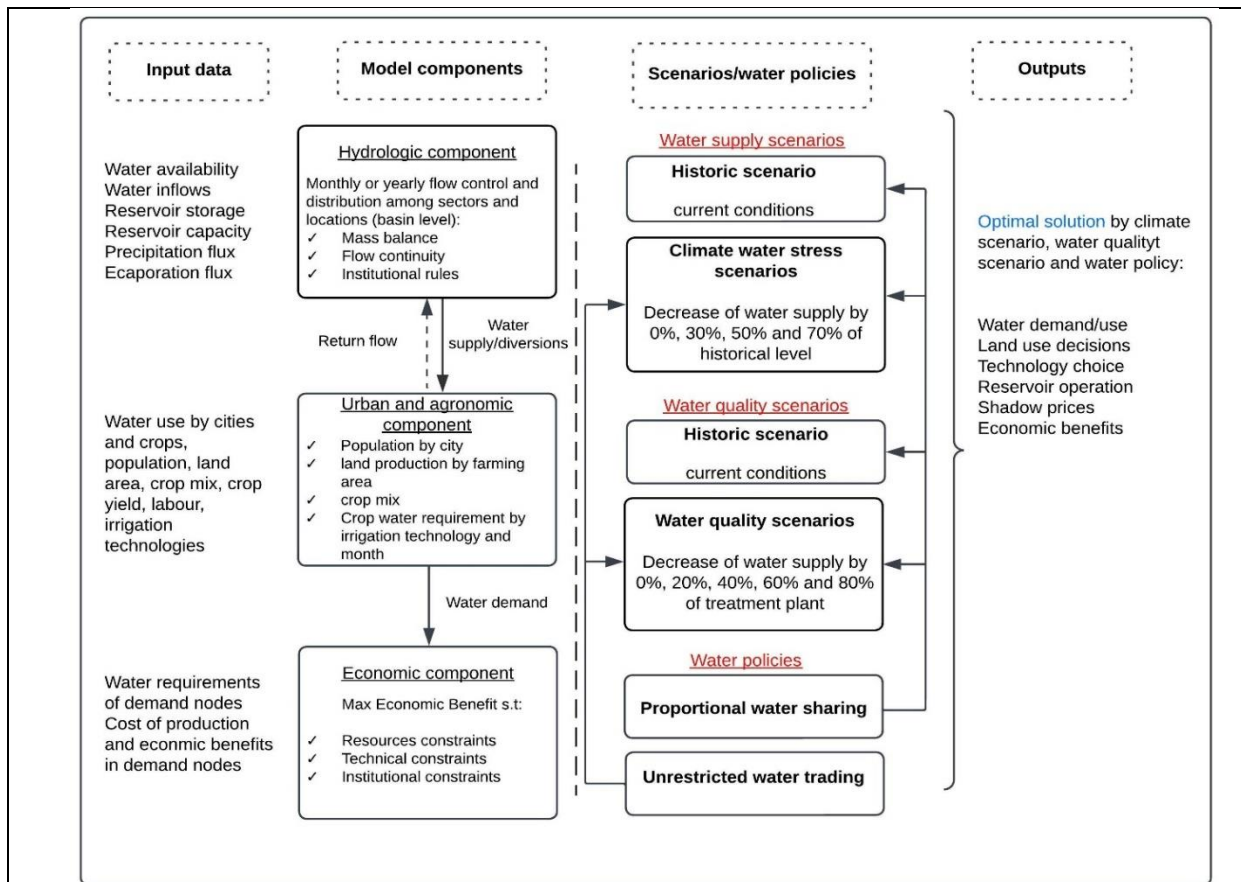 Input data
Model components
Scenarios/water policies
Outputs
Water availability
Water inflows
Reservoir storage
Reservoir capacity
Precipitation flux
Ecaporation flux
Hydrologic component
Monthly or yearly flow control and
distribution among sectors and
locations (basin level):
✓ Mass balance
✓ Flow continuity
✓ Institutional rules
Return flow
Water
supply/diversions
Water use by cities
and crops,
population, land
area, crop mix, crop
yield, labour,
irrigation
technologies
Urban and agronomic
component
✓ Population by city
✓ land production by farming
area
✓ crop mix
✓ Crop water requirement by
irrigation technology and
month
Water demand
Water requirements
of demand nodes
Cost of production
and econmic benefits
in demand nodes
Economic component
Max Economic Benefit s.t:
✓ Resources constraints
✓ Technical constraints
✓ Institutional constraints
Water supply scenarios
Historic scenario
current conditions
Climate water stress
scenarios
Decrease of water supply by
0%, 30%, 50% and 70% of
historical level
Water quality scenarios
Historic scenario
current conditions
Water quality scenarios
Decrease of water supply by
0%, 20%, 40%, 60% and 80%
of treatment plant
Water policies
Proportional water sharing
Unrestricted water trading
Optimal solution by climate
scenario, water qualityt
scenario and water policy:
Water demand/use
Land use decisions
Technology choice
Reservoir operation
Shadow prices
Economic benefits